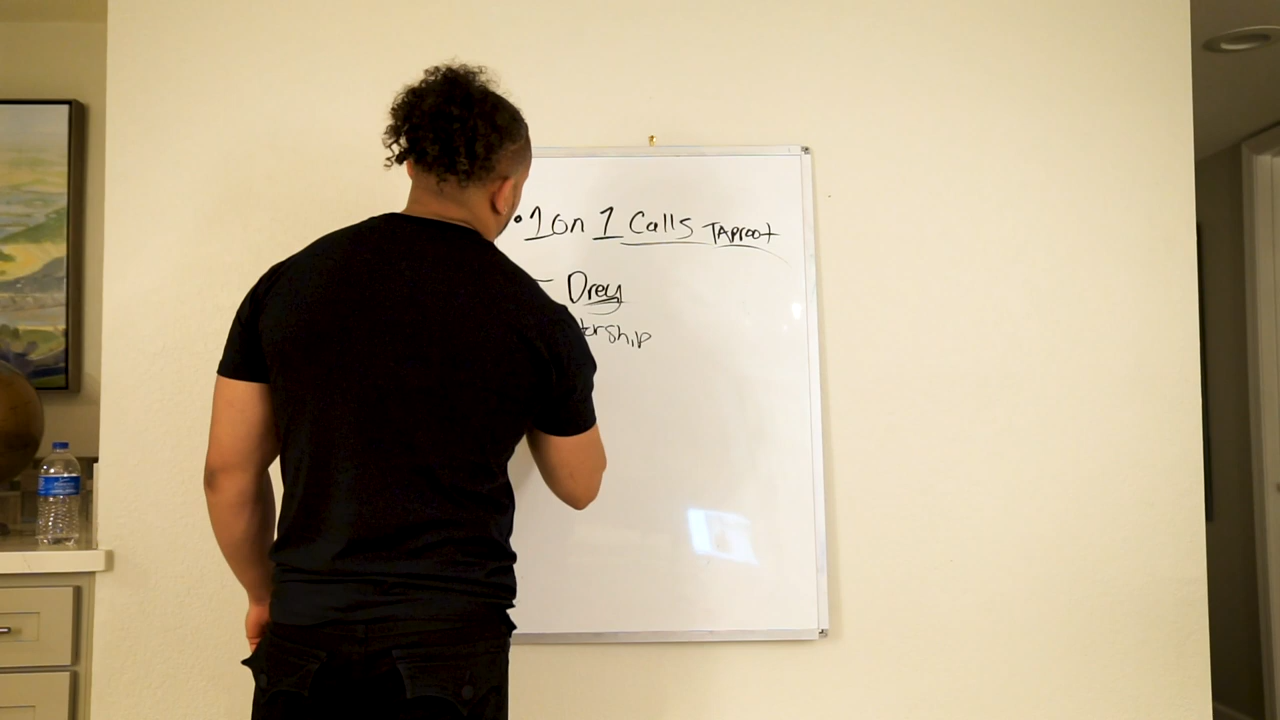 • 1 on 1 Calls TAproot
- Drey